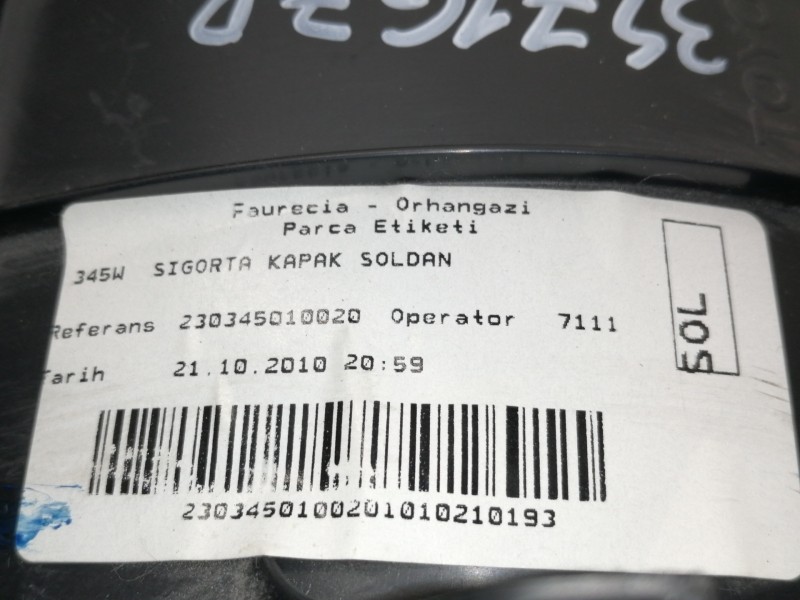 Faurecia - Orhangazi
Parca Etiketi
345W SIGORTA KAPAK SOLDAN
Referans 230345010020 Operator 7111
Tarih 21.10.2010 20:59
SOL
2303450100201010210193